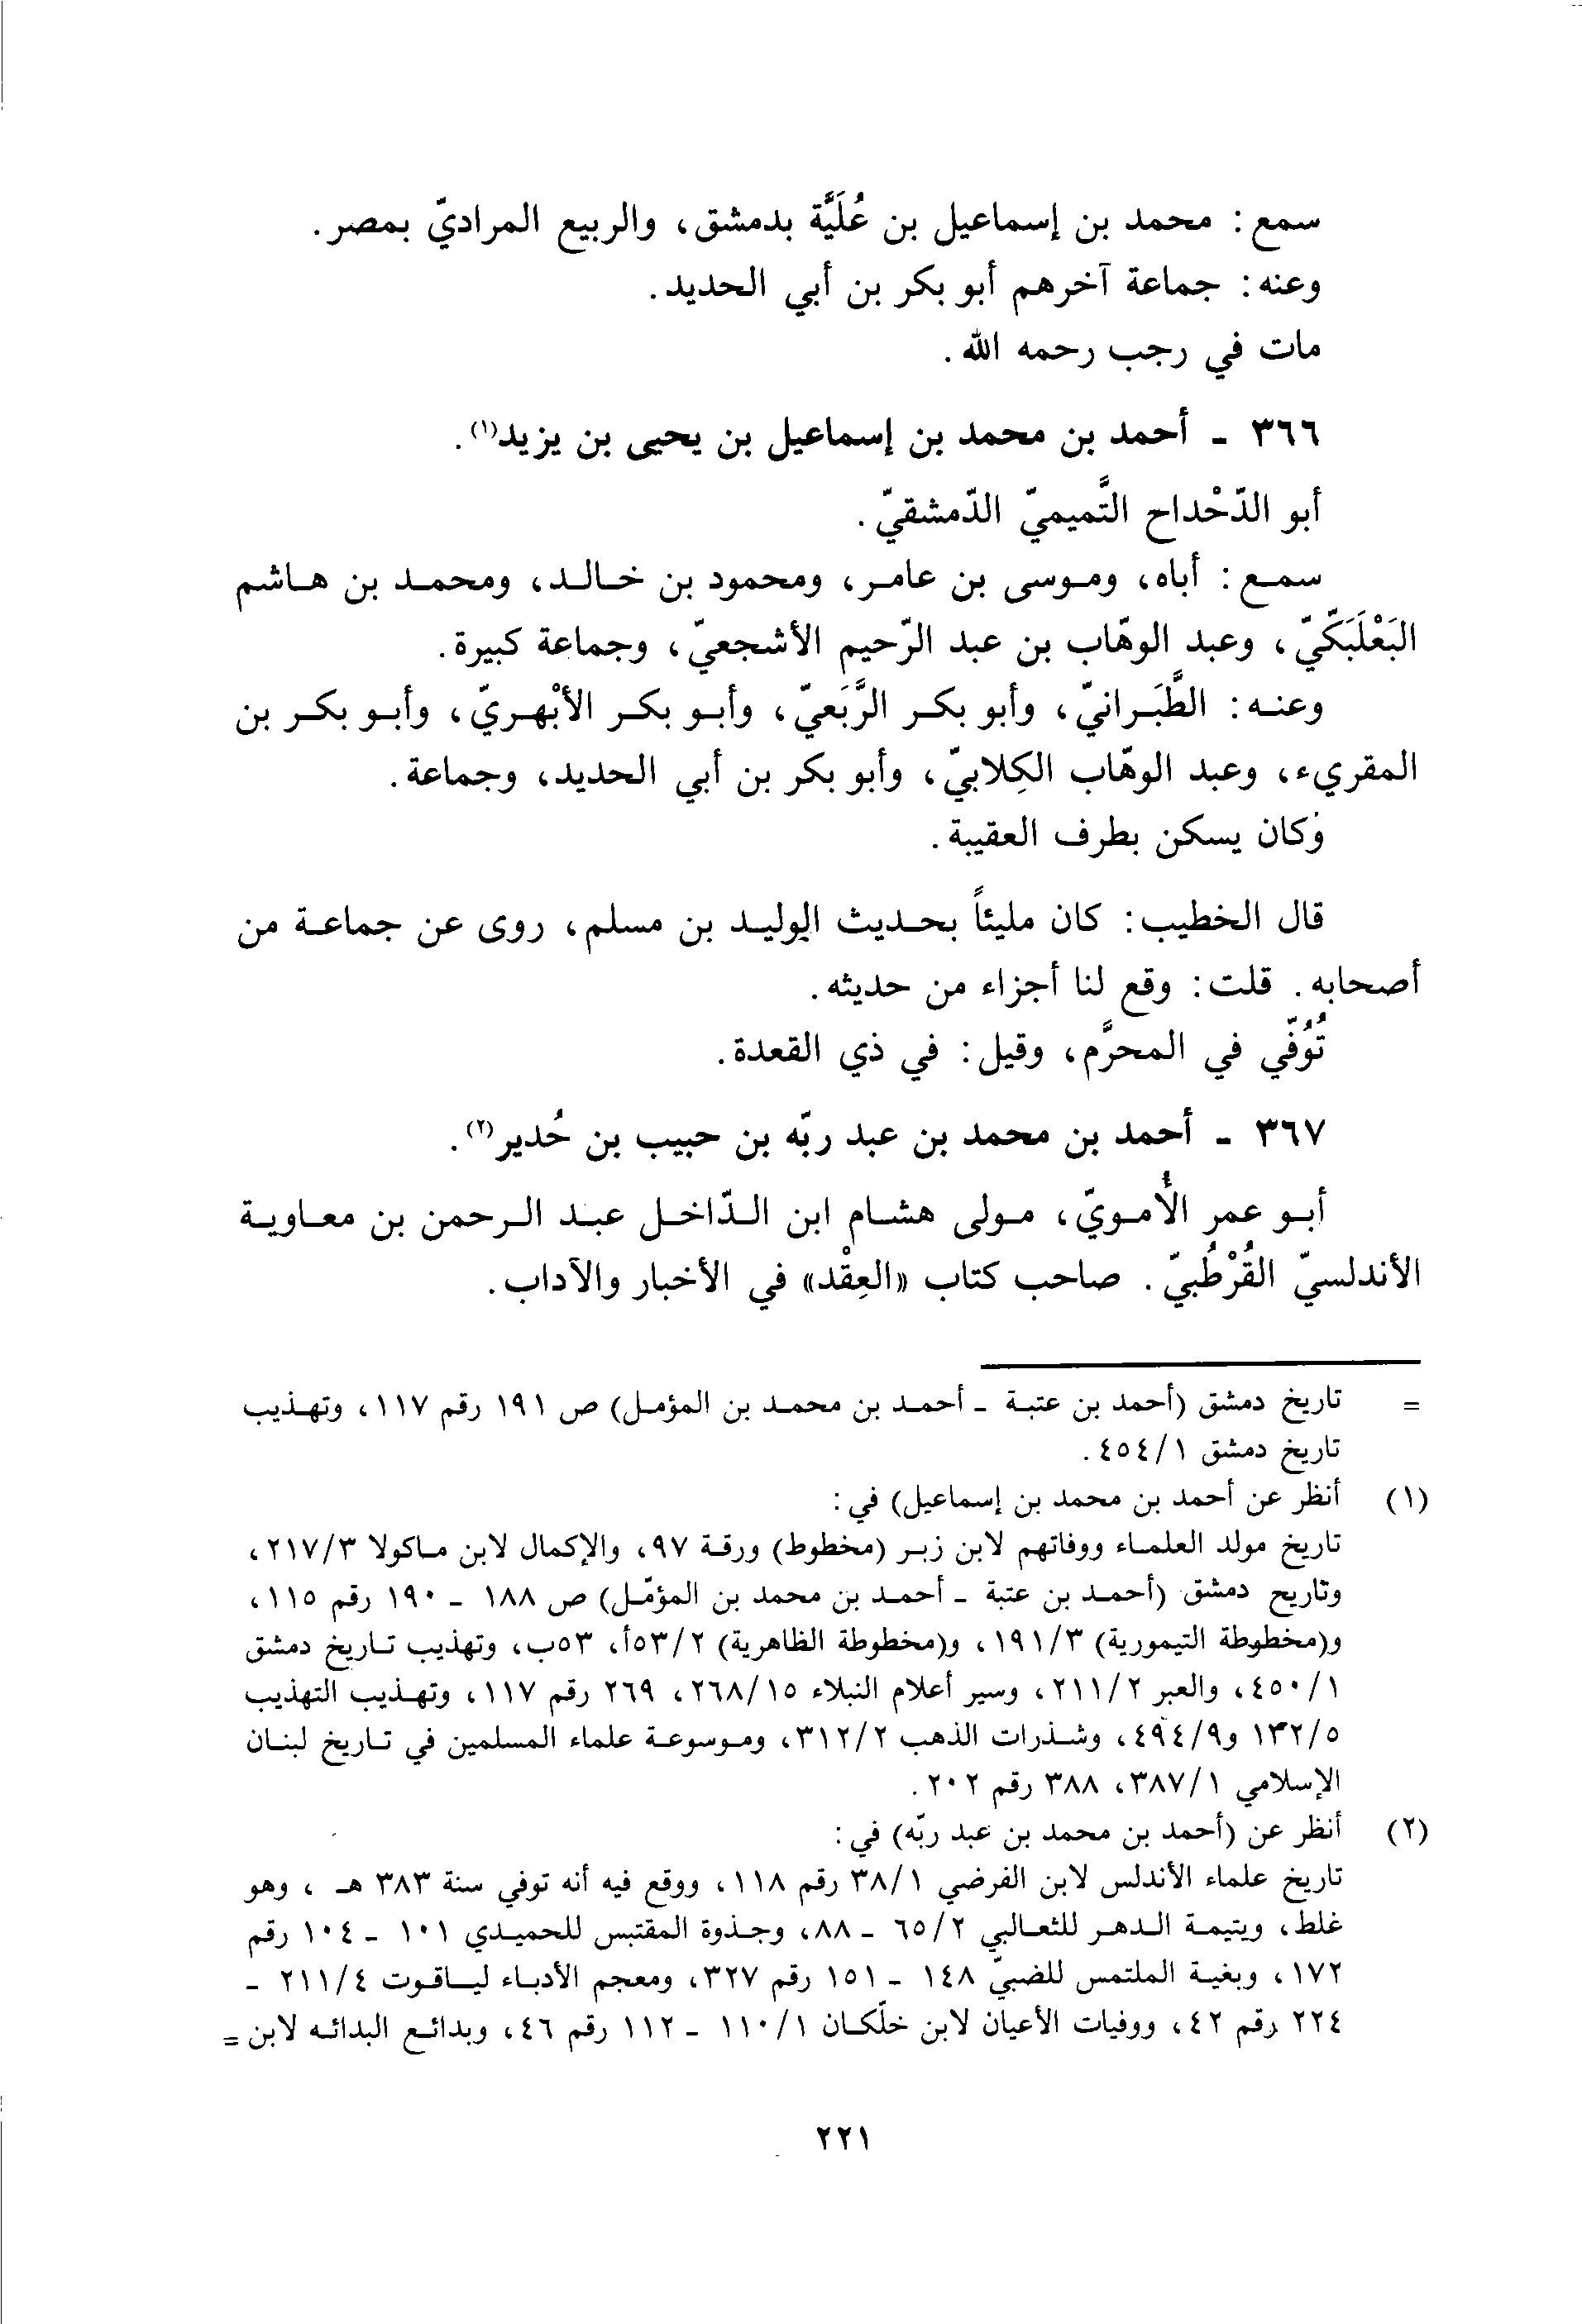 سمع: محمد بن إسماعيل بن عُلَيَّة بدمشق، والربيع المراديّ بمصر.
وعنه: جماعة آخرهم أبو بكر بن أبي الحديد.
مات في رجب رحمه الله.
٣٦٦ - أحمد بن محمد بن إسماعيل بن يحيى بن يزيد(١).
أبو الدّحْداح التَّميميّ الدّمشقيّ.
سمع: أباه، وموسى بن عامر، ومحمود بن خالد، ومحمد بن هاشم
البَعْلَبَكّيّ، وعبد الوهّاب بن عبد الرّحيم الأشجعيّ، وجماعة كبيرة.
وعنه: الطَّبَرانيّ، وأبو بكر الرَّبَعيّ، وأبو بكر الأبْهريّ، وأبو بكر بن
المقريء، وعبد الوهّاب الكِلابيّ، وأبو بكر بن أبي الحديد، وجماعة.
وكان يسكن بطرف العقيبة.
قال الخطيب: كان مليئاً بحديث الوليد بن مسلم، روى عن جماعة من
أصحابه. قلت: وقع لنا أجزاء من حديثه.
تُوُفّي في المحرَّم، وقيل: في ذي القعدة.
٣٦٧ - أحمد بن محمد بن عبد ربّه بن حبيب بن حُدير(٢).
أبو عمر الأُمويّ، مولى هشام ابن الدّاخل عبد الرحمن بن معاوية
الأندلسيّ القُرْطُبيّ. صاحب كتاب «العِقْد» في الأخبار والآداب.
= تاريخ دمشق (أحمد بن عتبة - أحمد بن محمد بن المؤمل) ص ١٩١ رقم ١١٧، وتهذيب
تاريخ دمشق ٤٥٤/١.
(١) أنظر عن أحمد بن محمد بن إسماعيل) في:
تاريخ مولد العلماء ووفاتهم لابن زبر (مخطوط) ورقة ٩٧، والإكمال لابن ماكولا ٢١٧/٣،
وتاريح دمشق (أحمد بن عتبة - أحمد بن محمد بن المؤمّل) ص ١٨٨ - ١٩٠ رقم ١١٥،
و(مخطوطة التيمورية) ١٩١/٣، و(مخطوطة الظاهرية) ٥٣/٢أ، ٥٣ب، وتهذيب تاريخ دمشق
٤٥٠/١، والعبر ٢١١/٢، وسير أعلام النبلاء ٢٦٨/١٥، ٢٦٩ رقم ١١٧، وتهذيب التهذيب
١٣٢/٥ و٤٩٤/٩، وشذرات الذهب ٣١٢/٢، وموسوعة علماء المسلمين في تاريخ لبنان
الإسلامي ٣٨٧/١، ٣٨٨ رقم ٢٠٢.
(٢) أنظر عن (أحمد بن محمد بن عبد ربّه) في:
تاريخ علماء الأندلس لابن الفرضي ٣٨/١ رقم ١١٨، ووقع فيه أنه توفي سنة ٣٨٣ هـ، وهو
غلط، ويتيمة الدهر للثعالبي ٦٥/٢ - ٨٨، وجذوة المقتبس للحميدي ١٠١ - ١٠٤ رقم
١٧٢، وبغية الملتمس للضبيّ ١٤٨ - ١٥١ رقم ٣٢٧، ومعجم الأدباء لياقوت ٢١١/٤ -
٢٢٤ رقم ٤٢، ووفيات الأعيان لابن خلّكان ١١٠/١ - ١١٢ رقم ٤٦، وبدائع البدائه لابن =
٢٢١